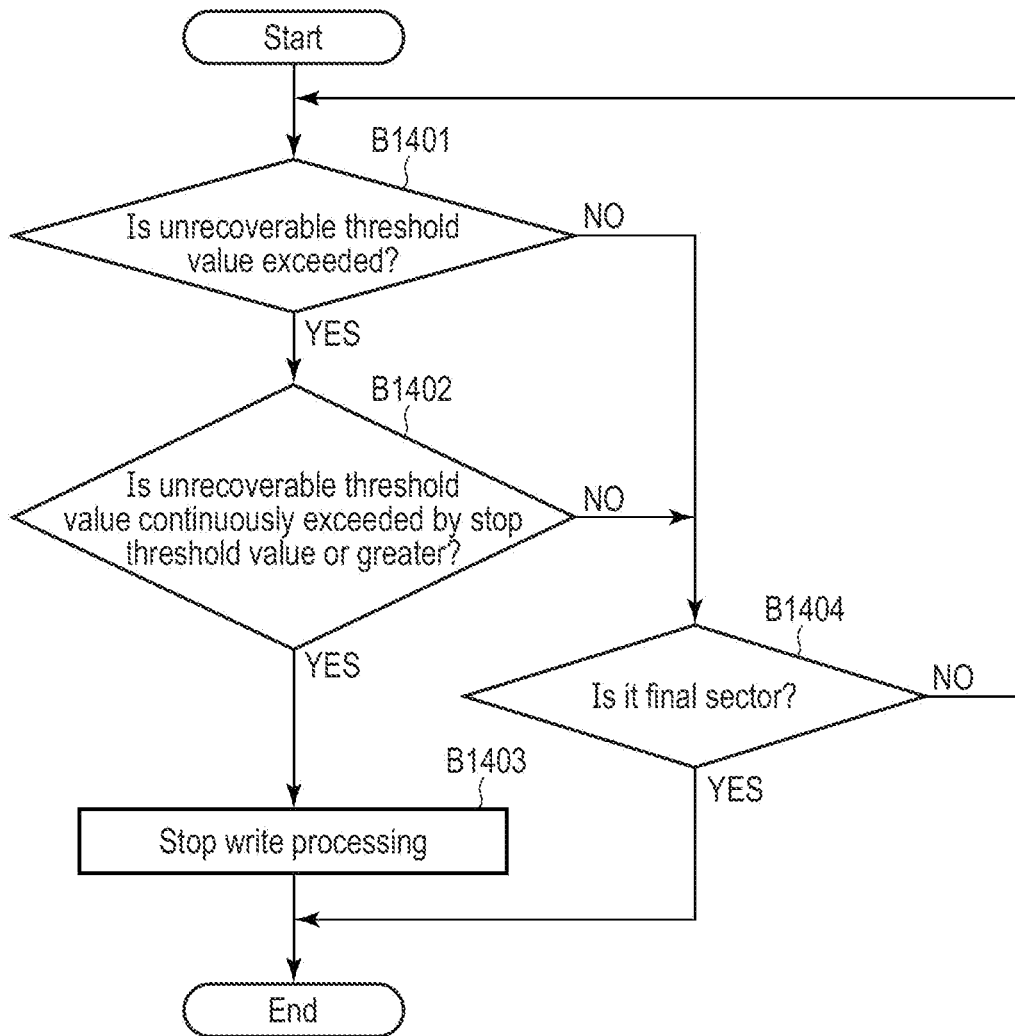 Start
B1401
Is unrecoverable threshold
value exceeded?
NO
YES
B1402
Is unrecoverable threshold
value continuously exceeded by stop
threshold value or greater?
NO
YES
B1404
Is it final sector?
NO
YES
B1403
Stop write processing
End